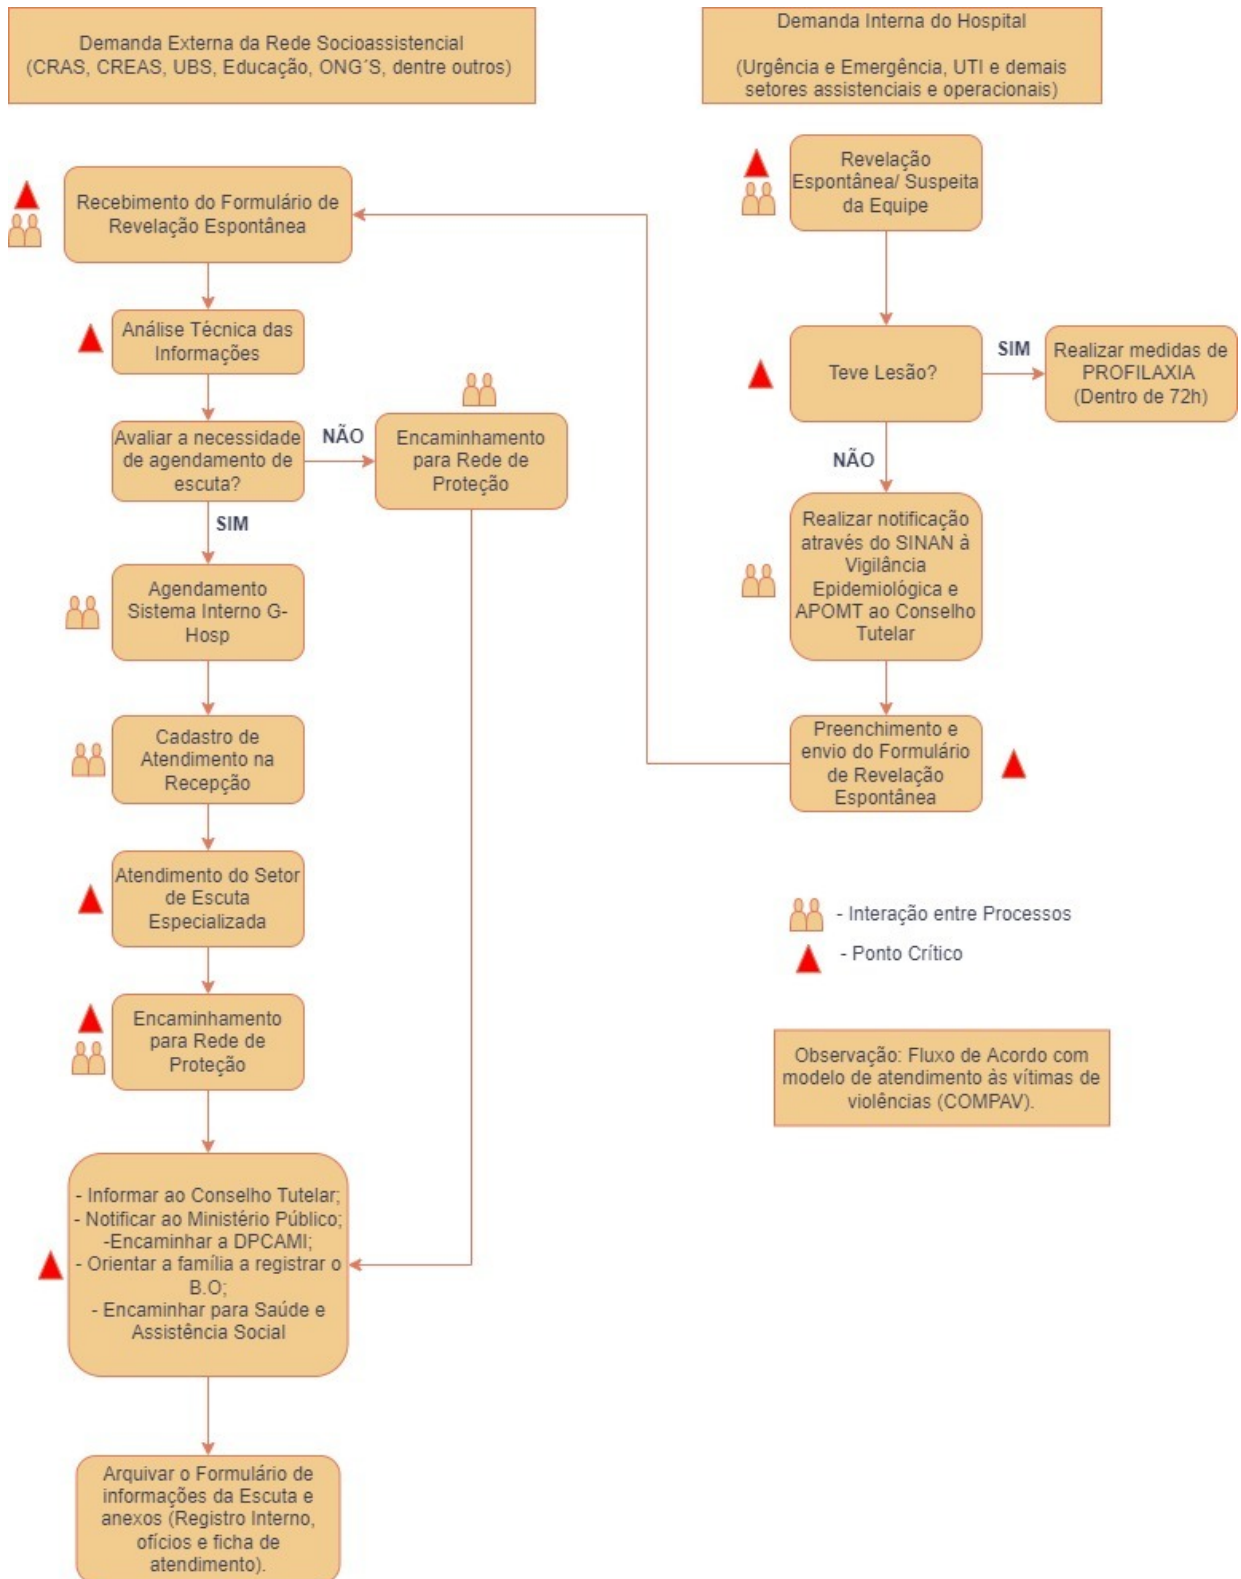 Demanda Externa da Rede Socioassistencial
(CRAS, CREAS, UBS, Educação, ONG´S, dentre outros)
Recebimento do Formulário de
Revelação Espontânea
Análise Técnica das
Informações
Avaliar a necessidade
de agendamento de
escuta?
NÃO
Encaminhamento
para Rede de
Proteção
SIM
Agendamento
Sistema Interno G-
Hosp
Cadastro de
Atendimento na
Recepção
Atendimento do Setor
de Escuta
Especializada
Encaminhamento
para Rede de
Proteção
- Informar ao Conselho Tutelar;
- Notificar ao Ministério Público;
-Encaminhar a DPCAMI;
- Orientar a família a registrar o
B.O;
- Encaminhar para Saúde e
Assistência Social
Arquivar o Formulário de
informações da Escuta e
anexos (Registro Interno,
ofícios e ficha de
atendimento).
Demanda Interna do Hospital
(Urgência e Emergência, UTI e demais
setores assistenciais e operacionais)
Revelação
Espontânea/ Suspeita
da Equipe
Teve Lesão?
SIM
Realizar medidas de
PROFILAXIA
(Dentro de 72h)
NÃO
Realizar notificação
através do SINAN à
Vigilância
Epidemiológica e
APOMT ao Conselho
Tutelar
Preenchimento e
envio do Formulário
de Revelação
Espontânea
- Interação entre Processos
- Ponto Crítico
Observação: Fluxo de Acordo com
modelo de atendimento às vítimas de
violências (COMPAV).